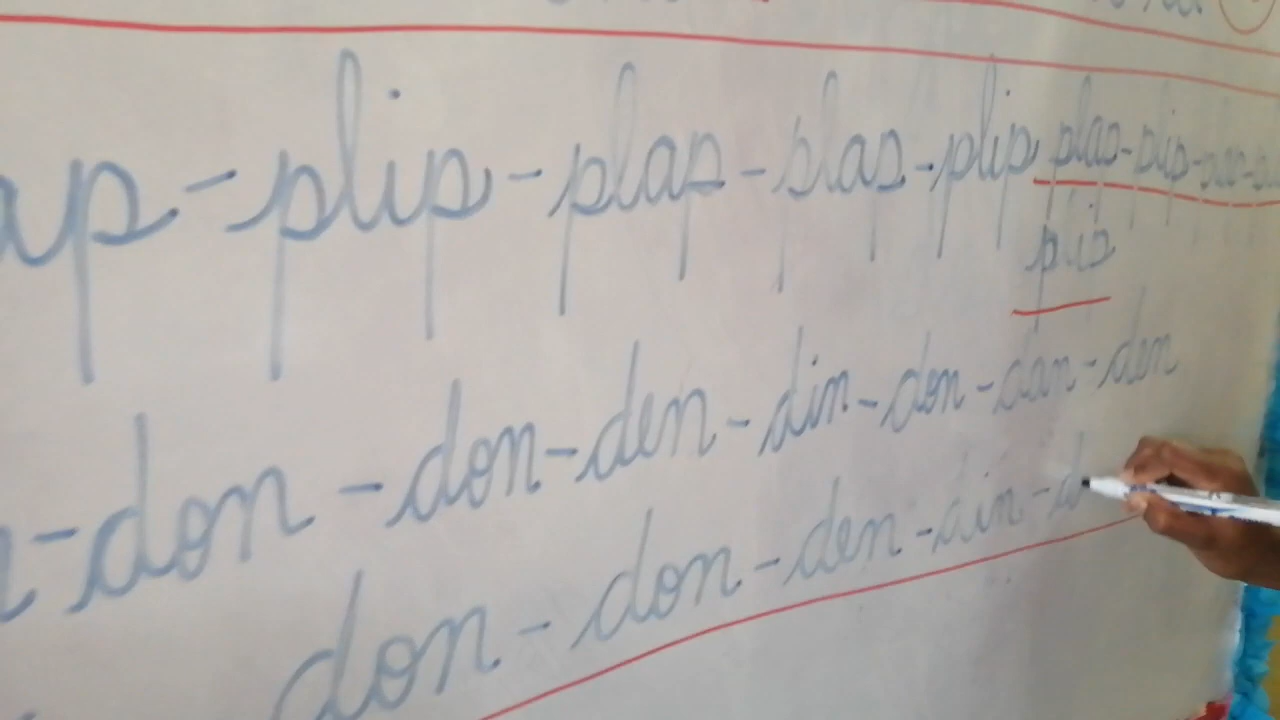 ap - plip - plap - plap - plip plap - plip -
plip
- don - don - den - din - don - dan - den
don - don - den - din - d